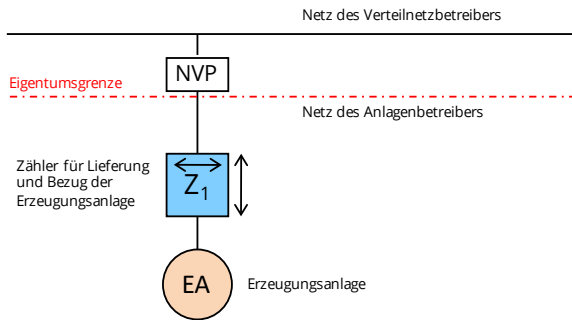 Netz des Verteilnetzbetreibers
NVP
Eigentumsgrenze
Netz des Anlagenbetreibers
Zähler für Lieferung
und Bezug der
Erzeugungsanlage
Z₁
EA
Erzeugungsanlage